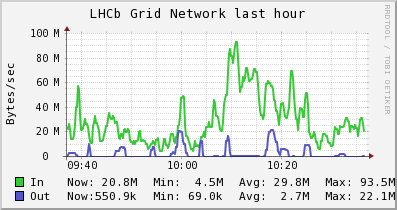 LHCb Grid Network last hour
RRDTOOL / TOBI OETIKER
Bytes/sec
100 M
80 M
60 M
40 M
20 M
0
09:40 10:00 10:20
In Now: 20.8M Min: 4.5M Avg: 29.8M Max: 93.5M
Out Now:550.9k Min: 69.0k Avg: 2.7M Max: 22.1M